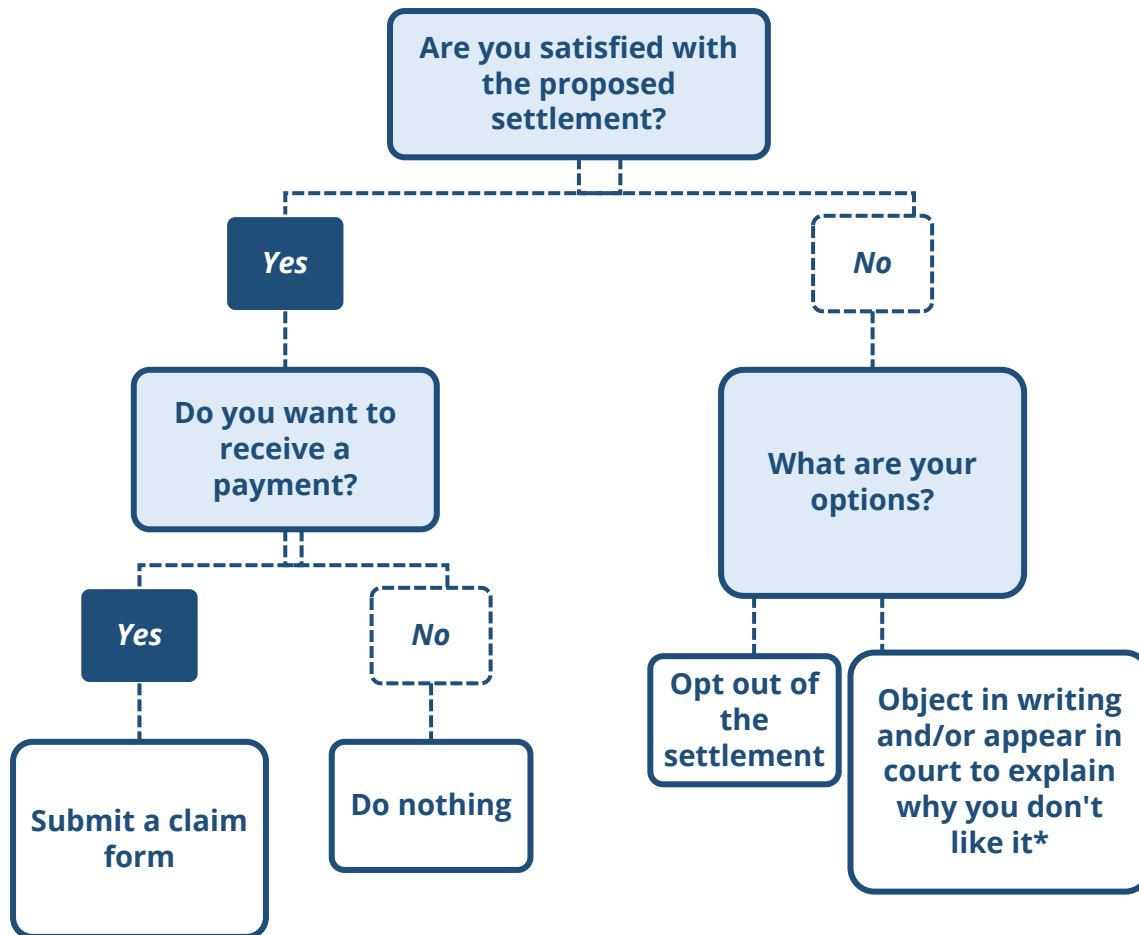 Are you satisfied with
the proposed
settlement?
Yes
No
Do you want to
receive a
payment?
What are your
options?
Yes
No
Opt out of
the
settlement
Object in writing
and/or appear in
court to explain
why you don't
like it*
Submit a claim
form
Do nothing